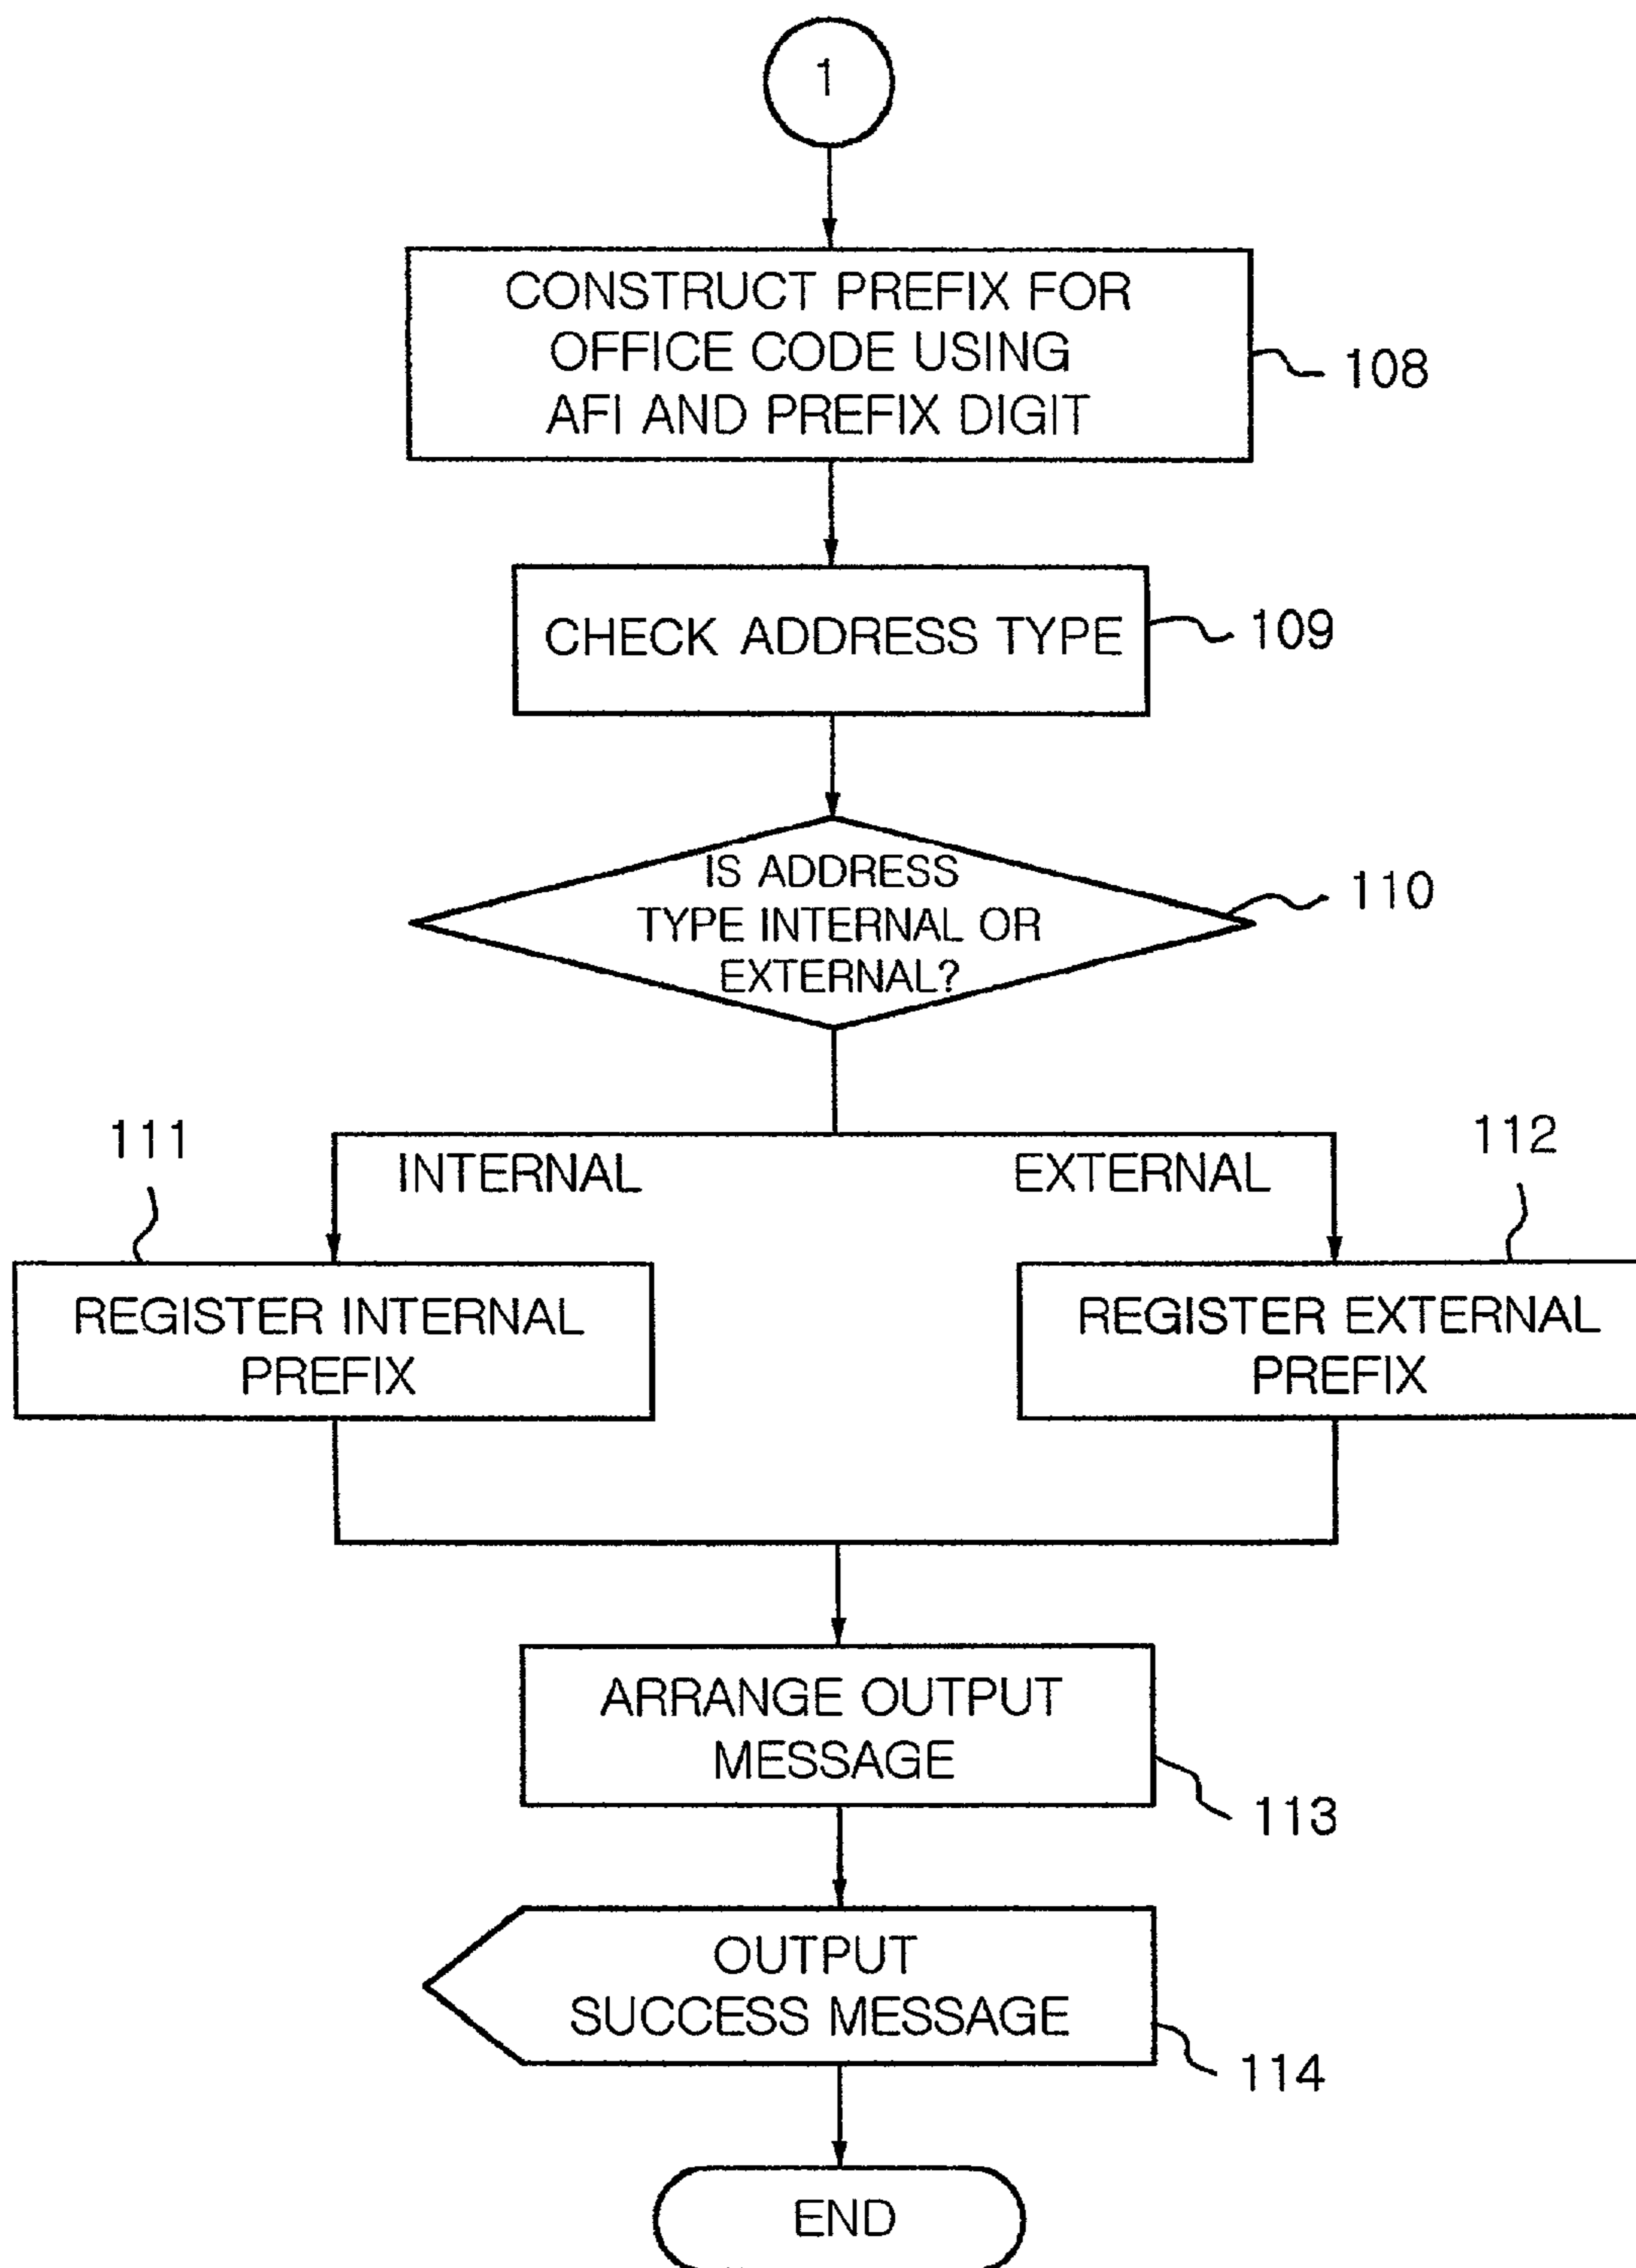 1
CONSTRUCT PREFIX FOR
OFFICE CODE USING
AFI AND PREFIX DIGIT
108
CHECK ADDRESS TYPE
109
IS ADDRESS
TYPE INTERNAL OR
EXTERNAL?
110
111
INTERNAL
EXTERNAL
112
REGISTER INTERNAL
PREFIX
REGISTER EXTERNAL
PREFIX
ARRANGE OUTPUT
MESSAGE
113
OUTPUT
SUCCESS MESSAGE
114
END